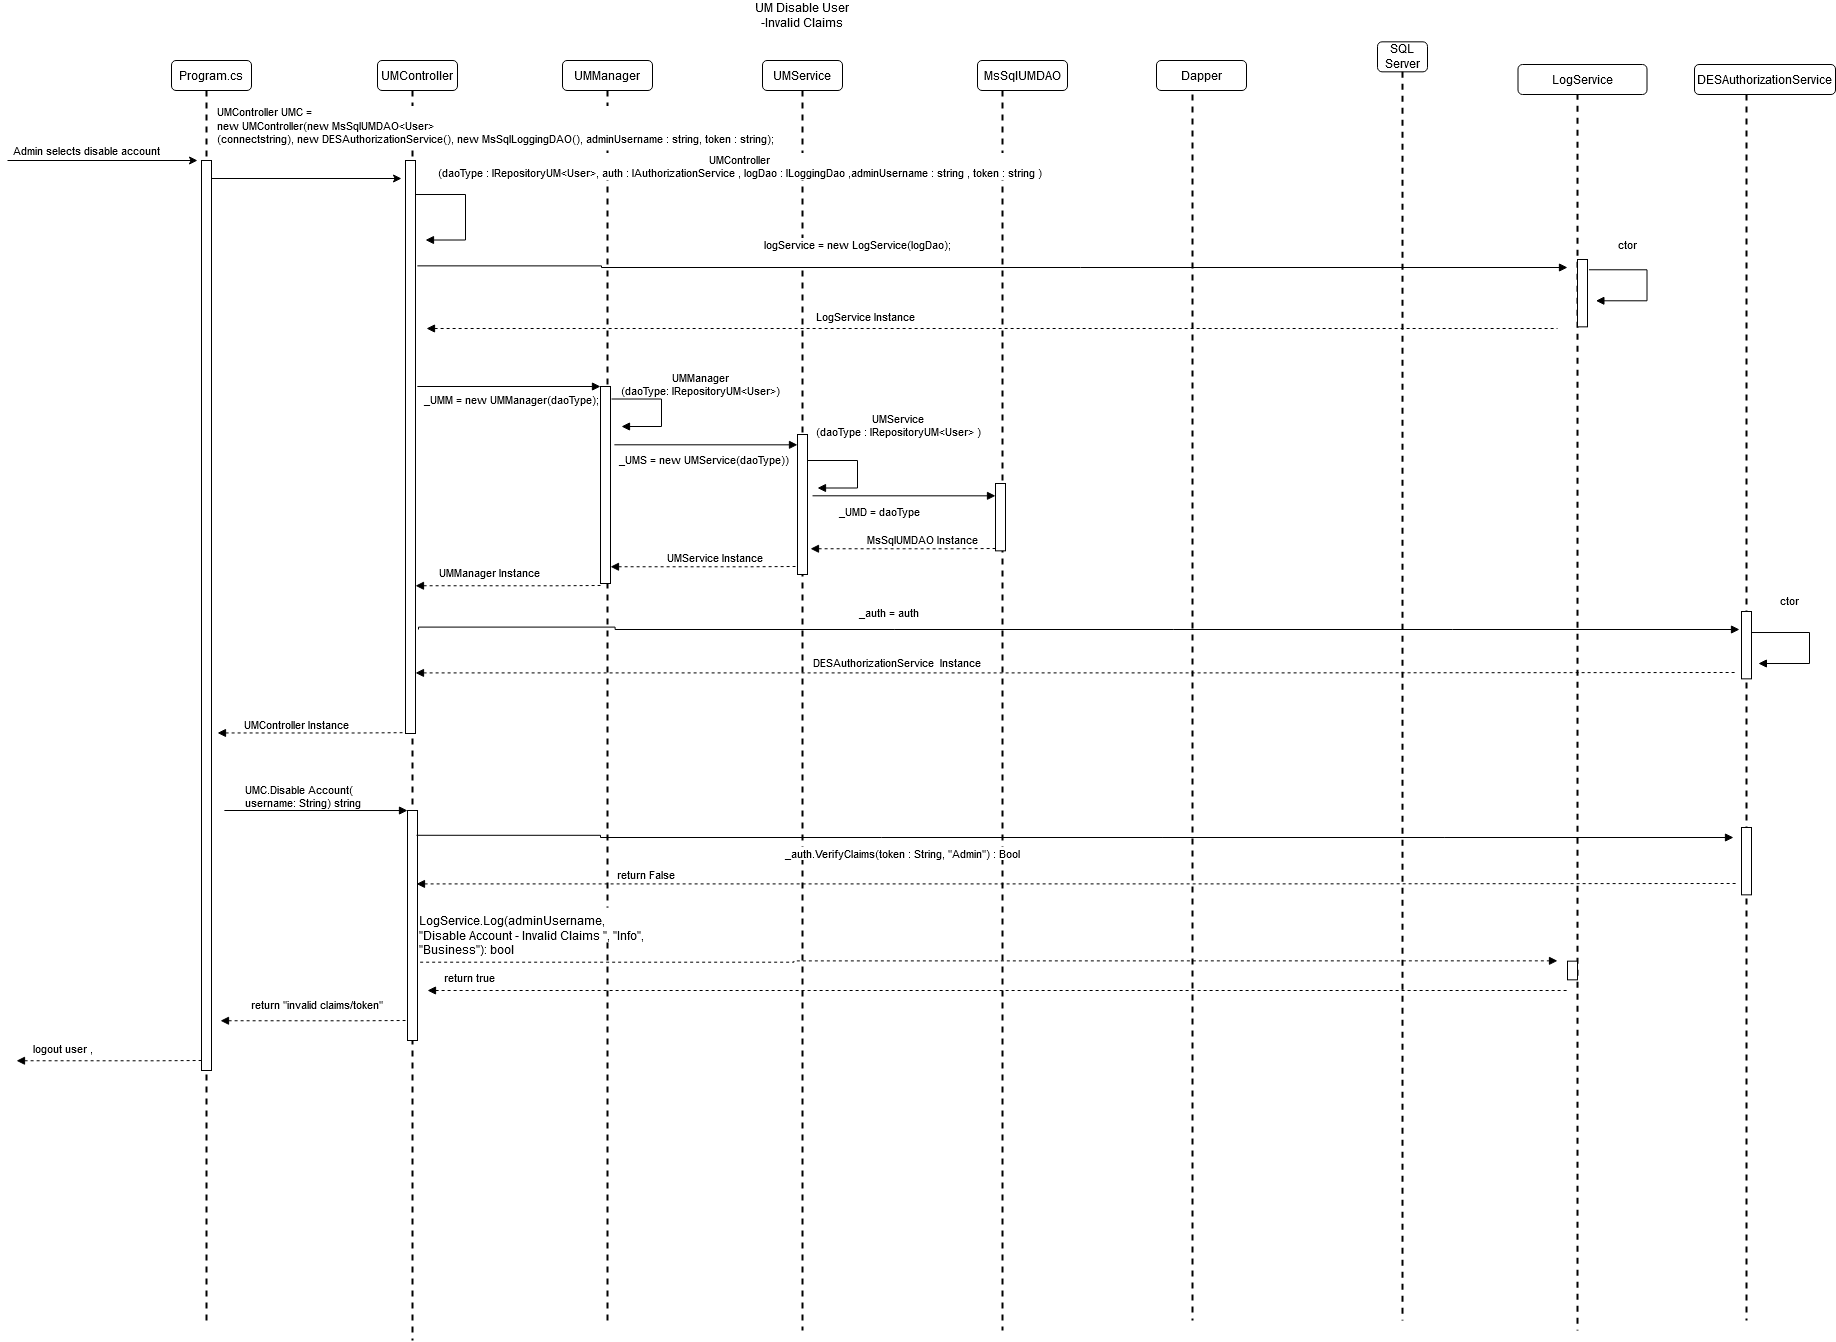 UM Disable User
-Invalid Claims
SQL
Server
Program.cs
UMController
UMManager
UMService
MsSqlUMDAO
Dapper
LogService
DESAuthorizationService
UMController UMC =
new UMController(new MsSqlUMDAO<User>
(connectstring), new DESAuthorizationService(), new MsSqlLoggingDAO(), adminUsername : string, token : string);
Admin selects disable account
UMController
(daoType : IRepositoryUM<User>, auth : IAuthorizationService , logDao : ILoggingDao ,adminUsername : string , token : string )
logService = new LogService(logDao);
ctor
LogService Instance
UMManager
(daoType: IRepositoryUM<User>)
_UMM = new UMManager(daoType);
UMService
(daoType : IRepositoryUM<User> )
_UMS = new UMService(daoType))
_UMD = daoType
MsSqlUMDAO Instance
UMService Instance
UMManager Instance
ctor
_auth = auth
DESAuthorizationService  Instance
UMController Instance
UMC.Disable Account(
username: String) string
_auth.VerifyClaims(token : String, "Admin") : Bool
return False
LogService.Log(adminUsername,
"Disable Account - Invalid Claims ", "Info",
"Business"): bool
return true
return "invalid claims/token"
logout user ,